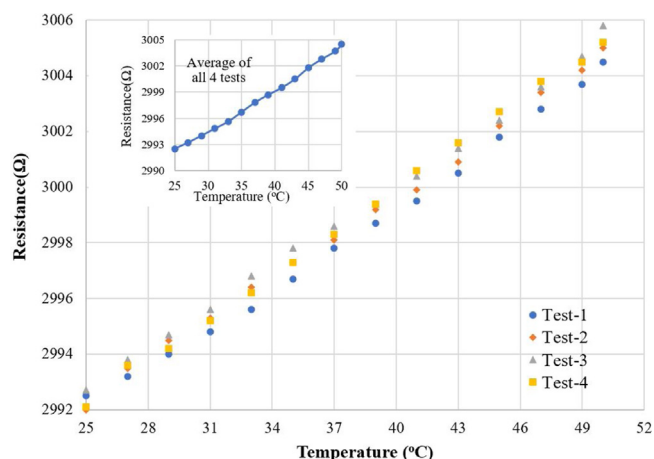 3006
3004
3002
3000
2998
2996
2994
2992
Resistance(Ω)
25 28 31 34 37 40 43 46 49 52
Temperature (ᵒC)
3005
3002
2999
2996
2993
2990
Resistance(Ω)
Average of
all 4 tests
25 30 35 40 45 50
Temperature (ᵒC)
Test-1
Test-2
Test-3
Test-4